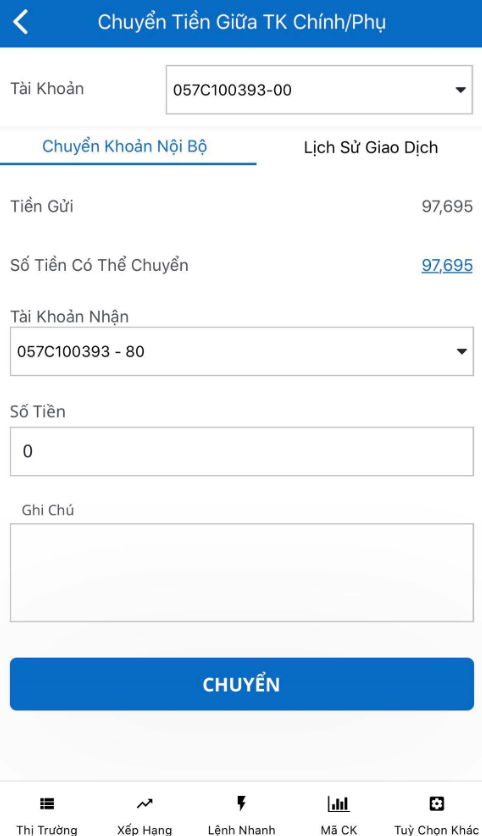 Chuyển Tiền Giữa TK Chính/Phụ
Tài Khoản 057C100393-00
Chuyển Khoản Nội Bộ Lịch Sử Giao Dịch
Tiền Gửi 97,695
Số Tiền Có Thể Chuyển 97,695
Tài Khoản Nhận
057C100393 - 80
Số Tiền
0
Ghi Chú
CHUYỂN
Thị Trường Xếp Hạng Lệnh Nhanh Mã CK Tuỳ Chọn Khác